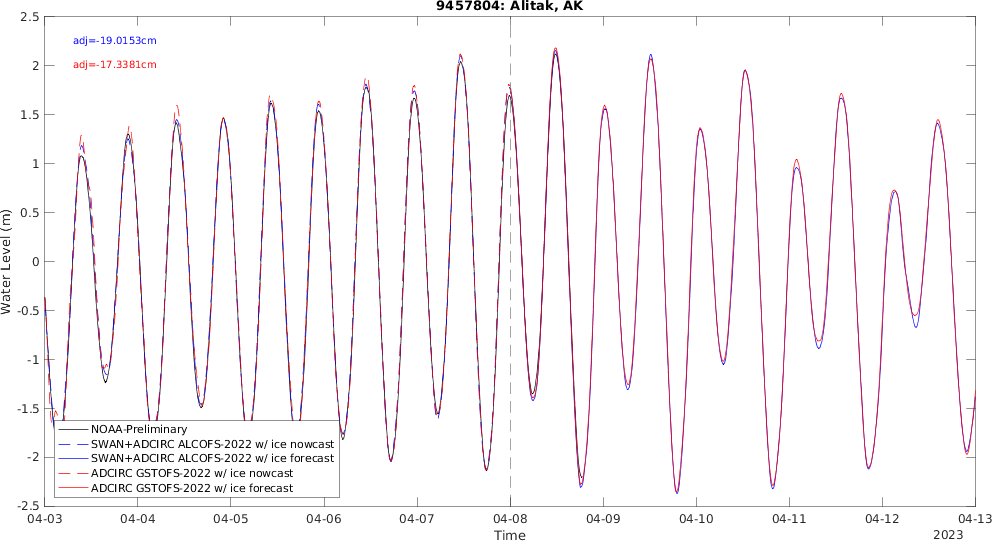 9457804: Alitak, AK
adj=-19.0153cm
adj=-17.3381cm
Water Level (m)
2.5
2
1.5
1
0.5
0
-0.5
-1
-1.5
-2
-2.5
NOAA-Preliminary
SWAN+ADCIRC ALCOFS-2022 w/ ice nowcast
SWAN+ADCIRC ALCOFS-2022 w/ ice forecast
ADCIRC GSTOFS-2022 w/ ice nowcast
ADCIRC GSTOFS-2022 w/ ice forecast
04-03 04-04 04-05 04-06 04-07 04-08 04-09 04-10 04-11 04-12 04-13
Time
2023